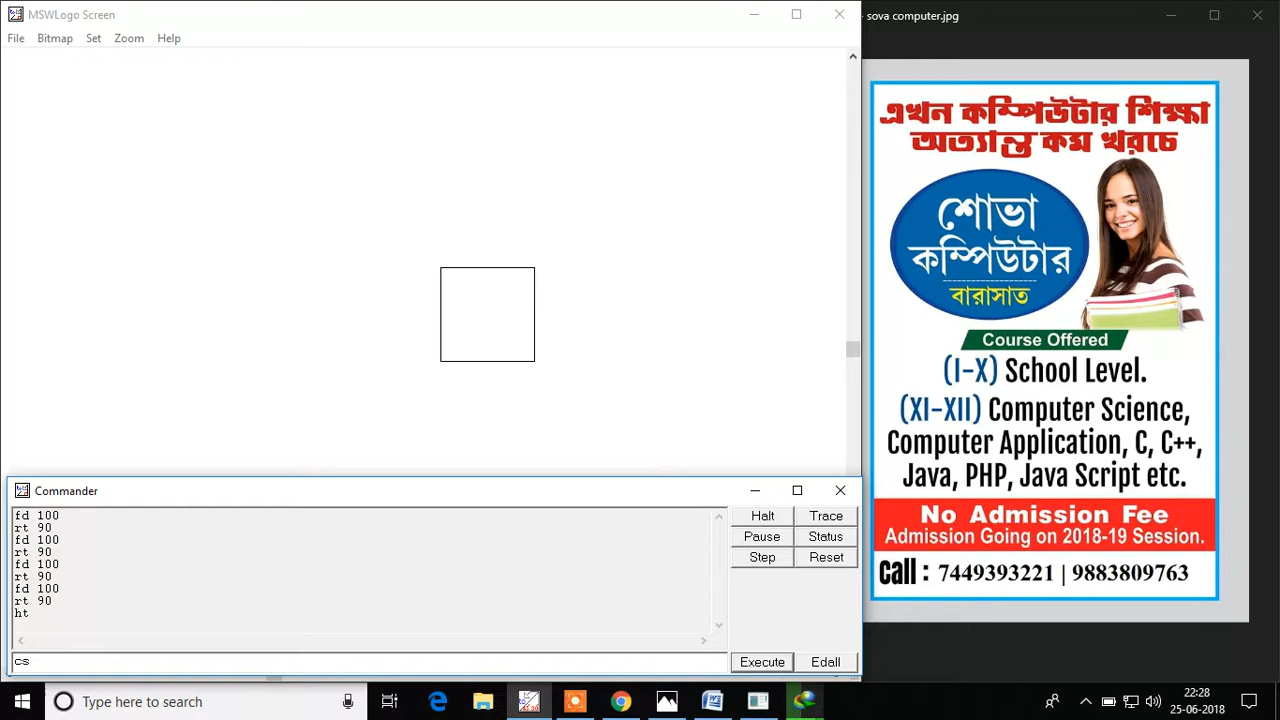 MSWLogo Screen
File Bitmap Set Zoom Help
Commander
fd 100
rt 90
fd 100
rt 90
fd 100
rt 90
fd 100
rt 90
ht
cs
Halt Trace
Pause Status
Step Reset
Execute Edall
- sova computer.jpg
এখন কম্পিউটার শিক্ষা
অত্যান্ত কম খরচে
শোভা
কম্পিউটার
বারাসাত
Course Offered
(I-X) School Level.
(XI-XII) Computer Science,
Computer Application, C, C++,
Java, PHP, Java Script etc.
No Admission Fee
Admission Going on 2018-19 Session.
call : 7449393221 | 9883809763
Type here to search
22:28
25-06-2018